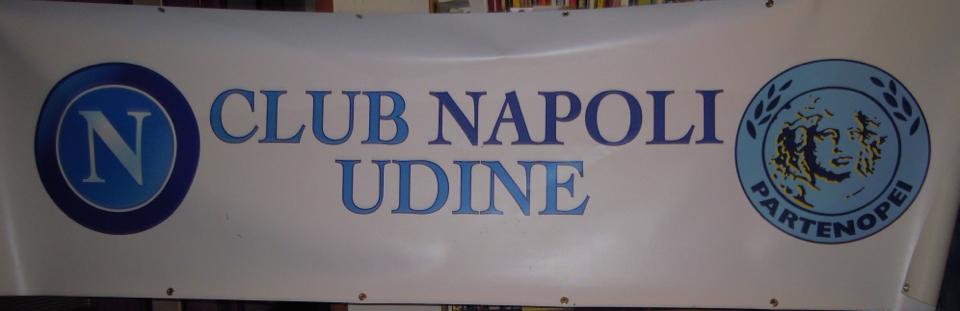 N
CLUB NAPOLI
UDINE
PARTENOPEI